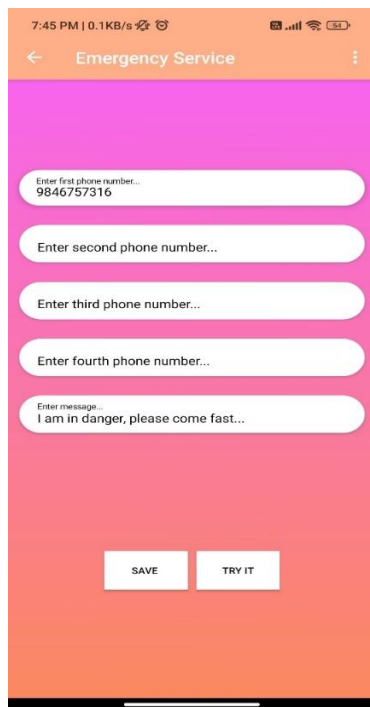 7:45 PM | 0.1KB/s
54
Emergency Service
Enter first phone number...
9846757316
Enter second phone number...
Enter third phone number...
Enter fourth phone number...
Enter message...
I am in danger, please come fast...
SAVE TRY IT